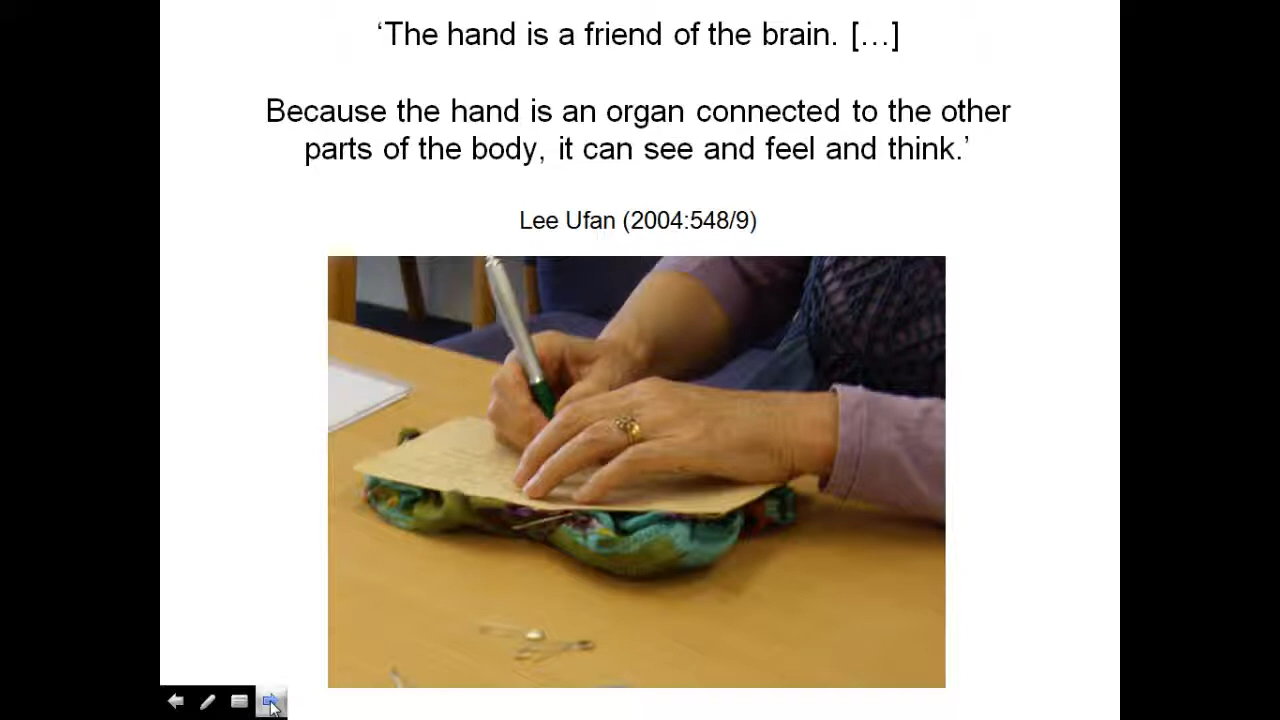 ‘The hand is a friend of the brain. […]
Because the hand is an organ connected to the other
parts of the body, it can see and feel and think.’
Lee Ufan (2004:548/9)